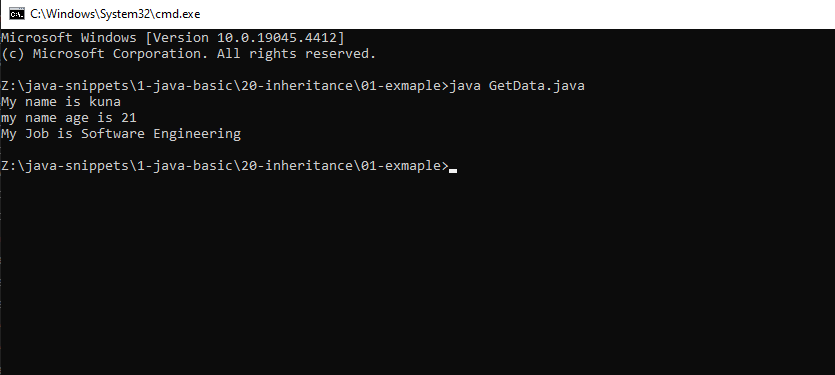 C:\Windows\System32\cmd.exe
Microsoft Windows [Version 10.0.19045.4412]
(c) Microsoft Corporation. All rights reserved.
Z:\java-snippets\1-java-basic\20-inheritance\01-exmaple>java GetData.java
My name is kuna
my name age is 21
My Job is Software Engineering
Z:\java-snippets\1-java-basic\20-inheritance\01-exmaple>